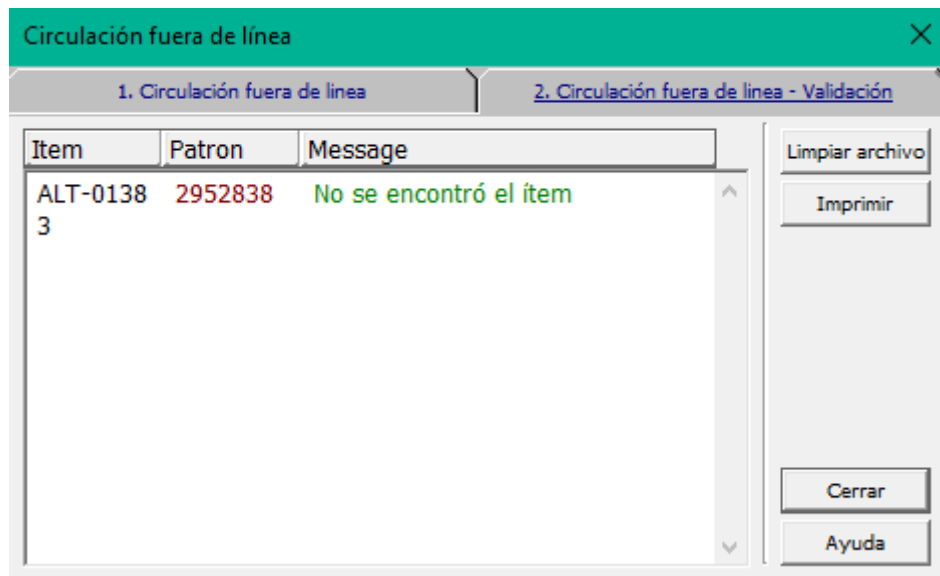 Circulación fuera de línea
1. Circulación fuera de linea
2. Circulación fuera de linea - Validación
Item Patron Message
ALT-0138 2952838 No se encontró el ítem
3
Limpiar archivo
Imprimir
Cerrar
Ayuda